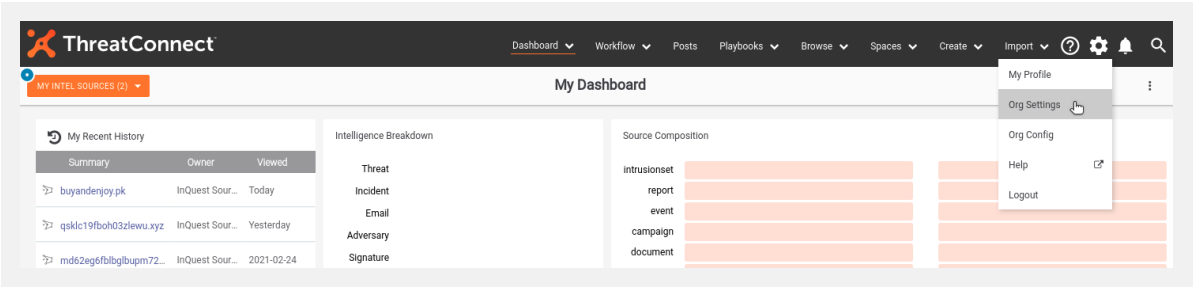 ThreatConnect
Dashboard Workflow Posts Playbooks Browse Spaces Create Import
MY INTEL SOURCES (2)
My Dashboard
My Profile
Org Settings
Org Config
Help
Logout
My Recent History
Summary Owner Viewed
buyandenjoy.pk InQuest Sour... Today
qsklc19fboh03zlewu.xyz InQuest Sour... Yesterday
md62eg6fblbglbupm72... InQuest Sour... 2021-02-24
Intelligence Breakdown
Threat
Incident
Email
Adversary
Signature
Source Composition
intrusionset
report
event
campaign
document